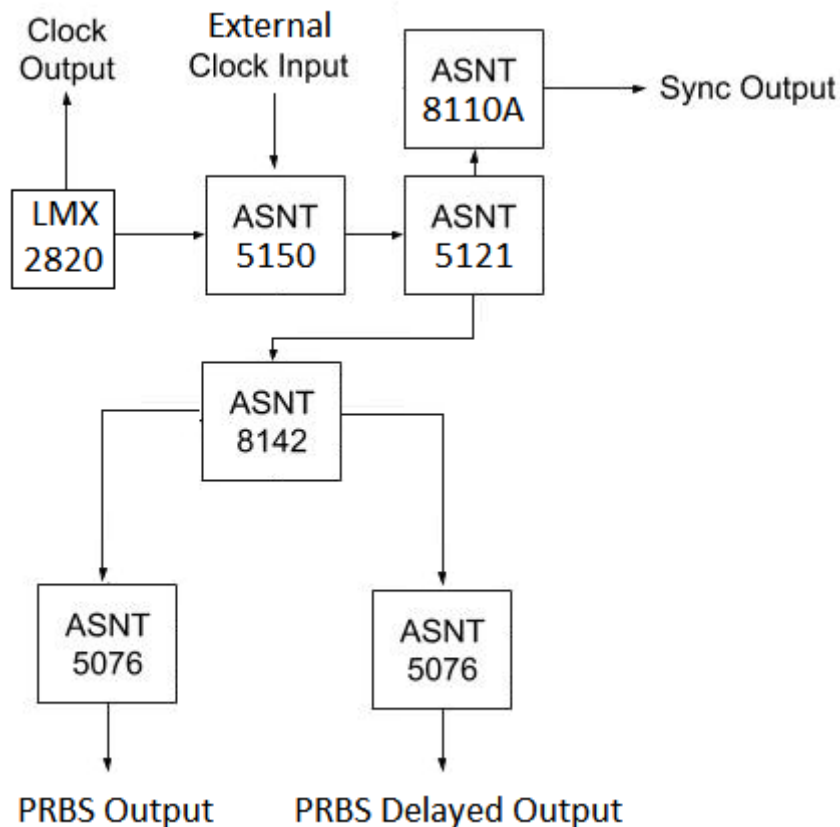 Clock
Output
External
Clock Input
ASNT
8110A
Sync Output
LMX
2820
ASNT
5150
ASNT
5121
ASNT
8142
ASNT
5076
ASNT
5076
PRBS Output
PRBS Delayed Output